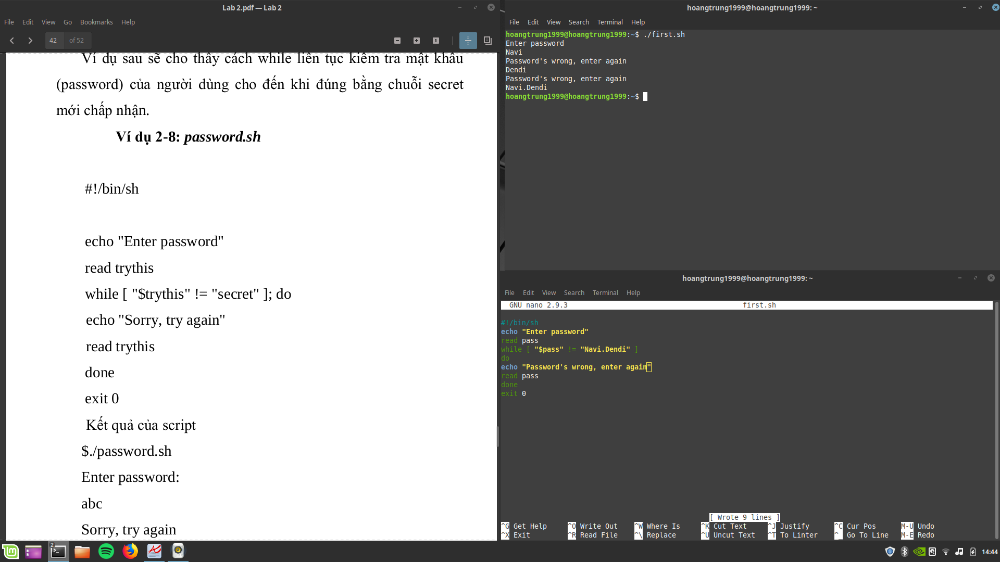 Lab 2.pdf — Lab 2
File Edit View Go Bookmarks Help
42 of 52
Ví dụ sau sẽ cho thấy cách while liên tục kiểm tra mật khẩu
(password) của người dùng cho đến khi đúng bằng chuỗi secret
mới chấp nhận.
Ví dụ 2-8: password.sh
#!/bin/sh
echo "Enter password"
read trythis
while [ "$trythis" != "secret" ]; do
echo "Sorry, try again"
read trythis
done
exit 0
Kết quả của script
$./password.sh
Enter password:
abc
Sorry, try again
hoangtrung1999@hoangtrung1999: ~
File Edit View Search Terminal Help
hoangtrung1999@hoangtrung1999:~$ ./first.sh
Enter password
Navi
Password's wrong, enter again
Dendi
Password's wrong, enter again
Navi.Dendi
hoangtrung1999@hoangtrung1999:~$
hoangtrung1999@hoangtrung1999: ~
File Edit View Search Terminal Help
GNU nano 2.9.3 first.sh
#!/bin/sh
echo "Enter password"
read pass
while [ "$pass" != "Navi.Dendi" ]
do
echo "Password's wrong, enter again"
read pass
done
exit 0
[ Wrote 9 lines ]
^G Get Help ^O Write Out ^W Where Is ^K Cut Text ^J Justify ^C Cur Pos M-U Undo
^X Exit ^R Read File ^\ Replace ^U Uncut Text ^T To Linter ^_ Go To Line M-E Redo
2
14:44